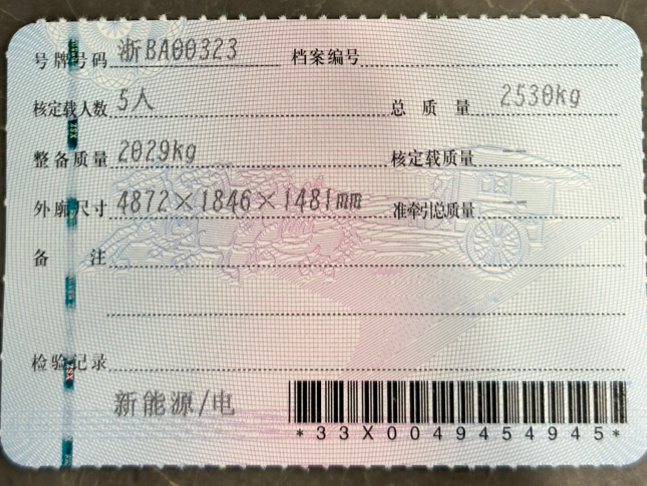 号牌号码 浙BA00323 档案编号
核定载人数 5人 总质量 2530kg
整备质量 2029kg 核定载质量 --
外廓尺寸 4872×1846×1481mm 准牵引总质量 --
备注
检验记录
新能源/电
*33X0049454945*